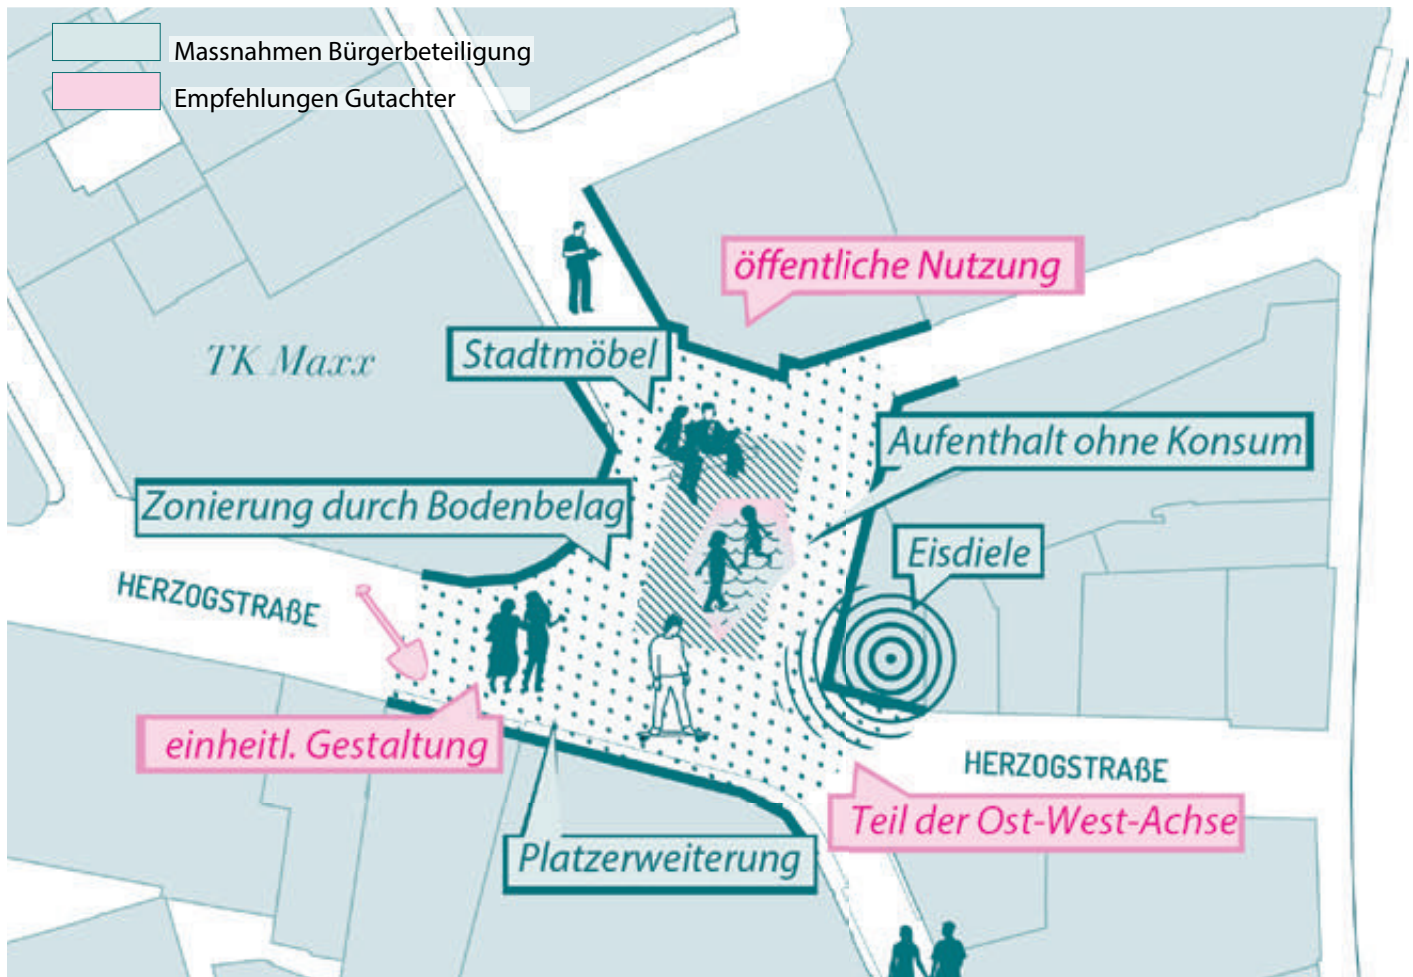 Massnahmen Bürgerbeteiligung
Empfehlungen Gutachter
öffentliche Nutzung
TK Maxx
Stadtmöbel
Aufenthalt ohne Konsum
Zonierung durch Bodenbelag
Eisdiele
HERZOGSTRAẞE
einheitl. Gestaltung
HERZOGSTRAẞE
Teil der Ost-West-Achse
Platzerweiterung